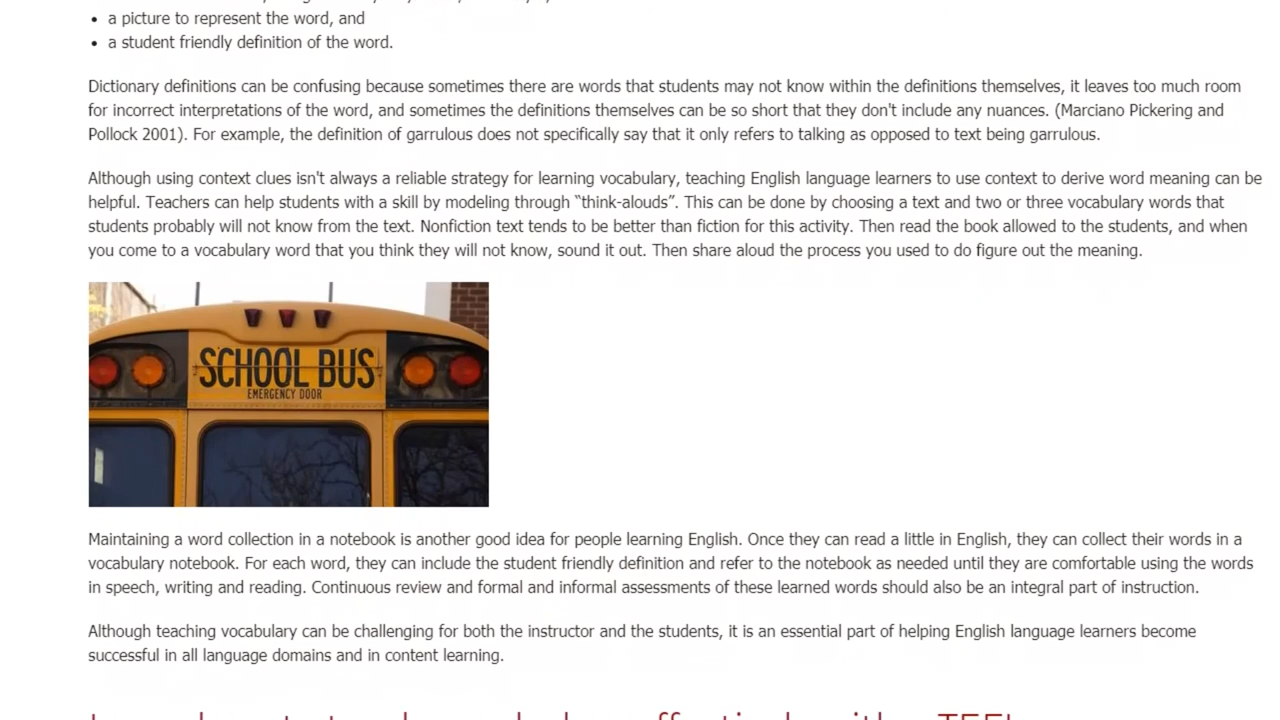 • a picture to represent the word, and
• a student friendly definition of the word.
Dictionary definitions can be confusing because sometimes there are words that students may not know within the definitions themselves, it leaves too much room
for incorrect interpretations of the word, and sometimes the definitions themselves can be so short that they don't include any nuances. (Marciano Pickering and
Pollock 2001). For example, the definition of garrulous does not specifically say that it only refers to talking as opposed to text being garrulous.
Although using context clues isn't always a reliable strategy for learning vocabulary, teaching English language learners to use context to derive word meaning can be
helpful. Teachers can help students with a skill by modeling through “think-alouds”. This can be done by choosing a text and two or three vocabulary words that
students probably will not know from the text. Nonfiction text tends to be better than fiction for this activity. Then read the book allowed to the students, and when
you come to a vocabulary word that you think they will not know, sound it out. Then share aloud the process you used to do figure out the meaning.
SCHOOL BUS
EMERGENCY DOOR
Maintaining a word collection in a notebook is another good idea for people learning English. Once they can read a little in English, they can collect their words in a
vocabulary notebook. For each word, they can include the student friendly definition and refer to the notebook as needed until they are comfortable using the words
in speech, writing and reading. Continuous review and formal and informal assessments of these learned words should also be an integral part of instruction.
Although teaching vocabulary can be challenging for both the instructor and the students, it is an essential part of helping English language learners become
successful in all language domains and in content learning.